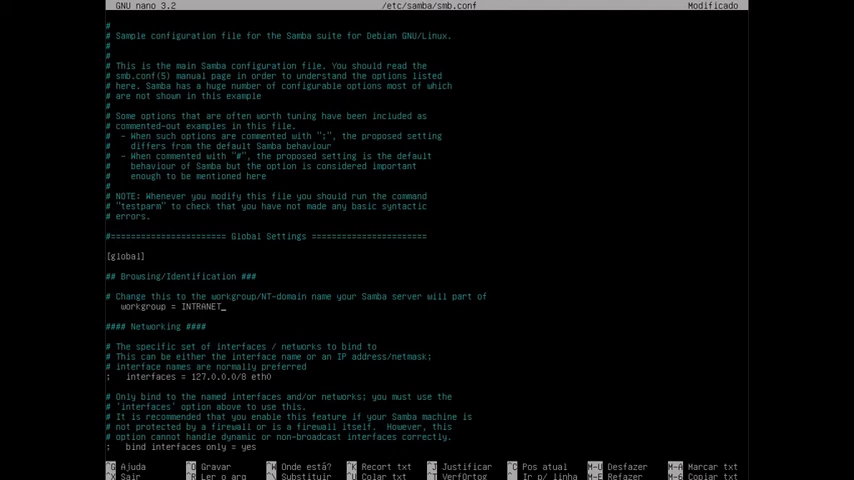 GNU nano 3.2 /etc/samba/smb.conf Modificado
#
# Sample configuration file for the Samba suite for Debian GNU/Linux.
#
#
# This is the main Samba configuration file. You should read the
# smb.conf(5) manual page in order to understand the options listed
# here. Samba has a huge number of configurable options most of which
# are not shown in this example
#
# Some options that are often worth tuning have been included as
# commented-out examples in this file.
#  - When such options are commented with ";", the proposed setting
#    differs from the default Samba behaviour
#  - When commented with "#", the proposed setting is the default
#    behaviour of Samba but the option is considered important
#    enough to be mentioned here
#
# NOTE: Whenever you modify this file you should run the command
# "testparm" to check that you have not made any basic syntactic
# errors.
#======================= Global Settings =======================
[global]
## Browsing/Identification ###
# Change this to the workgroup/NT-domain name your Samba server will part of
workgroup = INTRANET_
#### Networking ####
# The specific set of interfaces / networks to bind to
# This can be either the interface name or an IP address/netmask;
# interface names are normally preferred
;   interfaces = 127.0.0.0/8 eth0
# Only bind to the named interfaces and/or networks; you must use the
# 'interfaces' option above to use this.
# It is recommended that you enable this feature if your Samba machine is
# not protected by a firewall or is a firewall itself.  However, this
# option cannot handle dynamic or non-broadcast interfaces correctly.
;   bind interfaces only = yes
^G Ajuda ^O Gravar ^W Onde está? ^K Recort txt ^J Justificar ^C Pos atual M-U Desfazer M-A Marcar txt
^X Sair ^R Ler o arq ^\ Substituir ^U Colar txt ^T VerfOrtog ^_ Ir p/ linha M-E Refazer M-6 Copiar txt